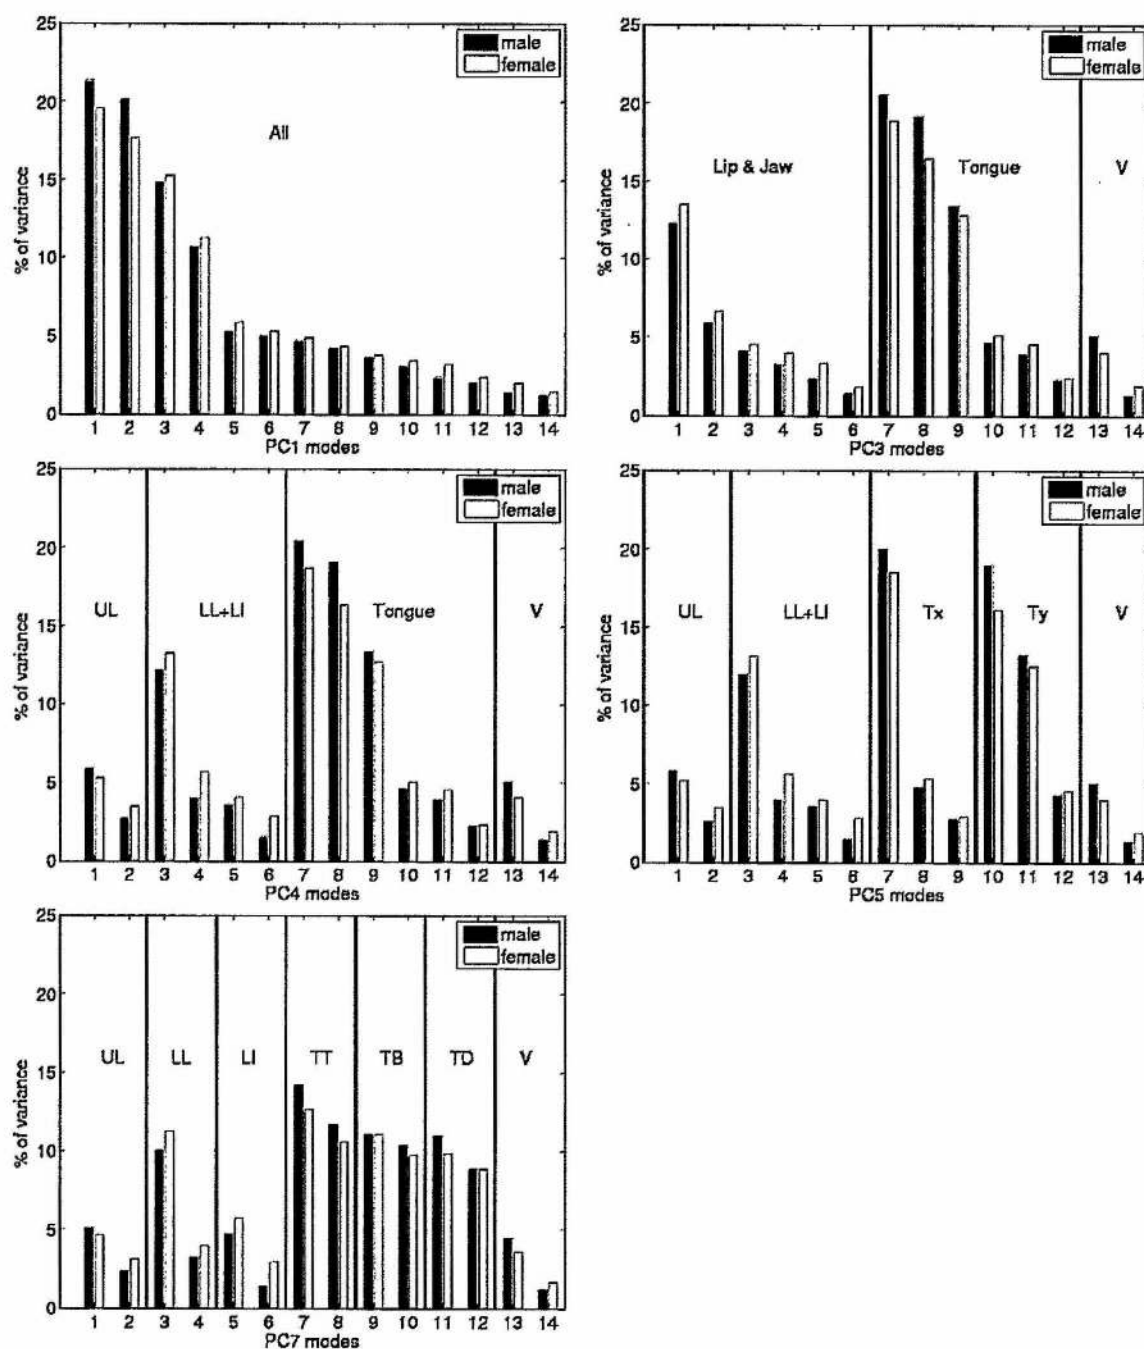 25
20
15
10
5
0
% of variance
male
female
All
1 2 3 4 5 6 7 8 9 10 11 12 13 14
PC1 modes
25
20
15
10
5
0
% of variance
male
female
Lip & Jaw Tongue V
1 2 3 4 5 6 7 8 9 10 11 12 13 14
PC3 modes
25
20
15
10
5
0
% of variance
male
female
UL LL+LI Tongue V
1 2 3 4 5 6 7 8 9 10 11 12 13 14
PC4 modes
25
20
15
10
5
0
% of variance
male
female
UL LL+LI Tx Ty V
1 2 3 4 5 6 7 8 9 10 11 12 13 14
PC5 modes
25
20
15
10
5
0
% of variance
male
female
UL LL LI TT TB TD V
1 2 3 4 5 6 7 8 9 10 11 12 13 14
PC7 modes